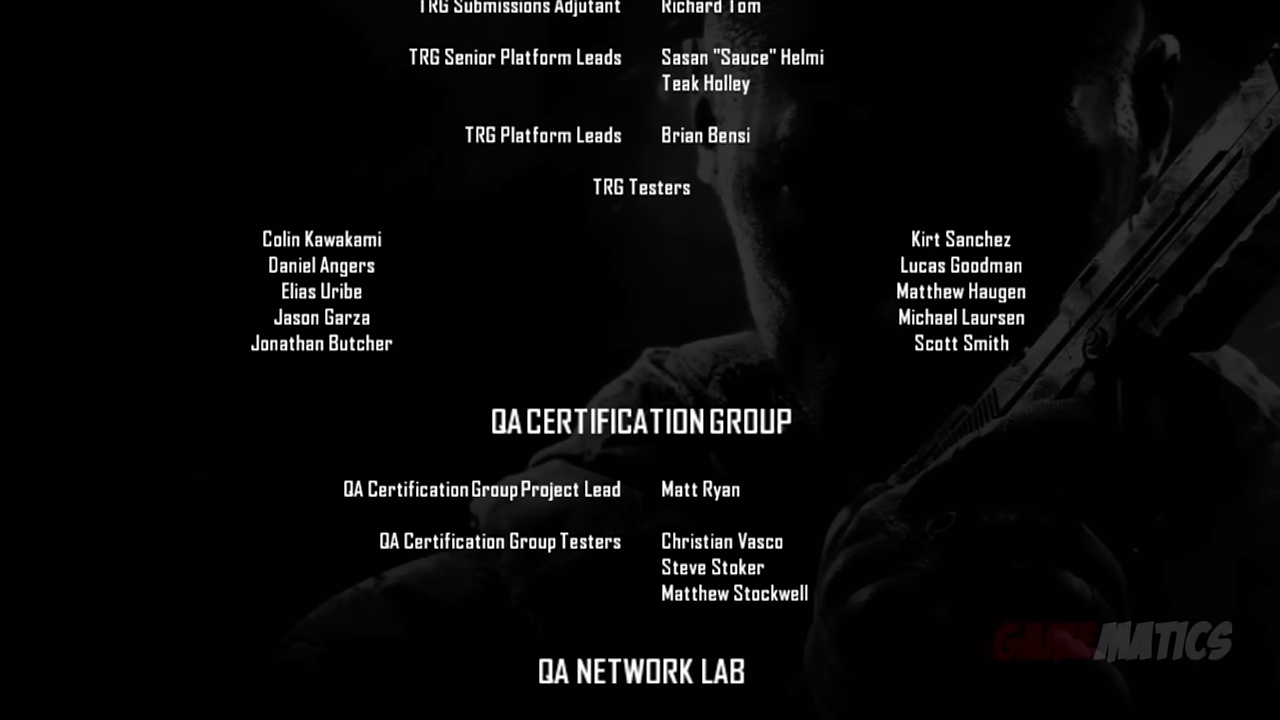 TRG Submissions Adjutant Richard Tom
TRG Senior Platform Leads Sasan "Sauce" Helmi
Teak Holley
TRG Platform Leads Brian Bensi
TRG Testers
Colin Kawakami Kirt Sanchez
Daniel Angers Lucas Goodman
Elias Uribe Matthew Haugen
Jason Garza Michael Laursen
Jonathan Butcher Scott Smith
QA CERTIFICATION GROUP
QA Certification Group Project Lead Matt Ryan
QA Certification Group Testers Christian Vasco
Steve Stoker
Matthew Stockwell
GAMEMATICS
QA NETWORK LAB